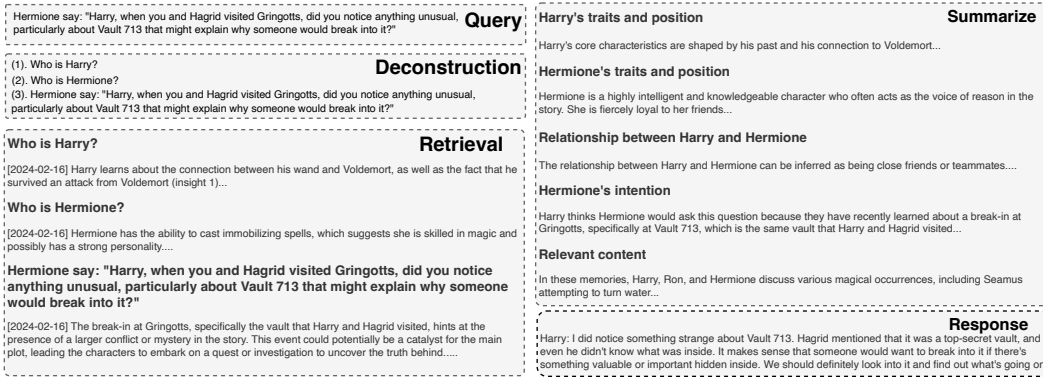 Hermione say: "Harry, when you and Hagrid visited Gringotts, did you notice anything unusual,
particularly about Vault 713 that might explain why someone would break into it?"
Query
Deconstruction
(1). Who is Harry?
(2). Who is Hermione?
(3). Hermione say: "Harry, when you and Hagrid visited Gringotts, did you notice anything unusual,
particularly about Vault 713 that might explain why someone would break into it?"
Retrieval
Who is Harry?
[2024-02-16] Harry learns about the connection between his wand and Voldemort, as well as the fact that he
survived an attack from Voldemort (insight 1)...
Who is Hermione?
[2024-02-16] Hermione has the ability to cast immobilizing spells, which suggests she is skilled in magic and
possibly has a strong personality....
Hermione say: "Harry, when you and Hagrid visited Gringotts, did you notice
anything unusual, particularly about Vault 713 that might explain why someone
would break into it?"
[2024-02-16] The break-in at Gringotts, specifically the vault that Harry and Hagrid visited, hints at the
presence of a larger conflict or mystery in the story. This event could potentially be a catalyst for the main
plot, leading the characters to embark on a quest or investigation to uncover the truth behind.....
Summarize
Harry's traits and position
Harry's core characteristics are shaped by his past and his connection to Voldemort...
Hermione's traits and position
Hermione is a highly intelligent and knowledgeable character who often acts as the voice of reason in the
story. She is fiercely loyal to her friends...
Relationship between Harry and Hermione
The relationship between Harry and Hermione can be inferred as being close friends or teammates....
Hermione's intention
Harry thinks Hermione would ask this question because they have recently learned about a break-in at
Gringotts, specifically at Vault 713, which is the same vault that Harry and Hagrid visited...
Relevant content
In these memories, Harry, Ron, and Hermione discuss various magical occurrences, including Seamus
attempting to turn water...
Response
Harry: I did notice something strange about Vault 713. Hagrid mentioned that it was a top-secret vault, and
even he didn't know what was inside. It makes sense that someone would want to break into it if there's
something valuable or important hidden inside. We should definitely look into it and find out what's going on